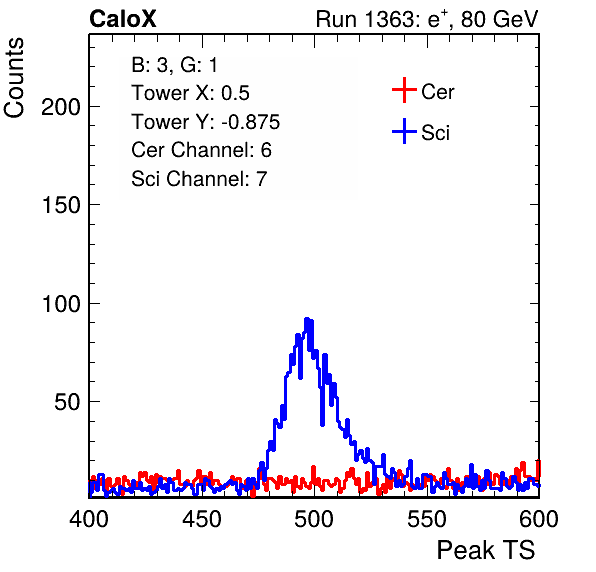 CaloX
Run 1363: e+, 80 GeV
Counts
B: 3, G: 1
Tower X: 0.5
Tower Y: -0.875
Cer Channel: 6
Sci Channel: 7
Cer
Sci
200
150
100
50
400 450 500 550 600
Peak TS